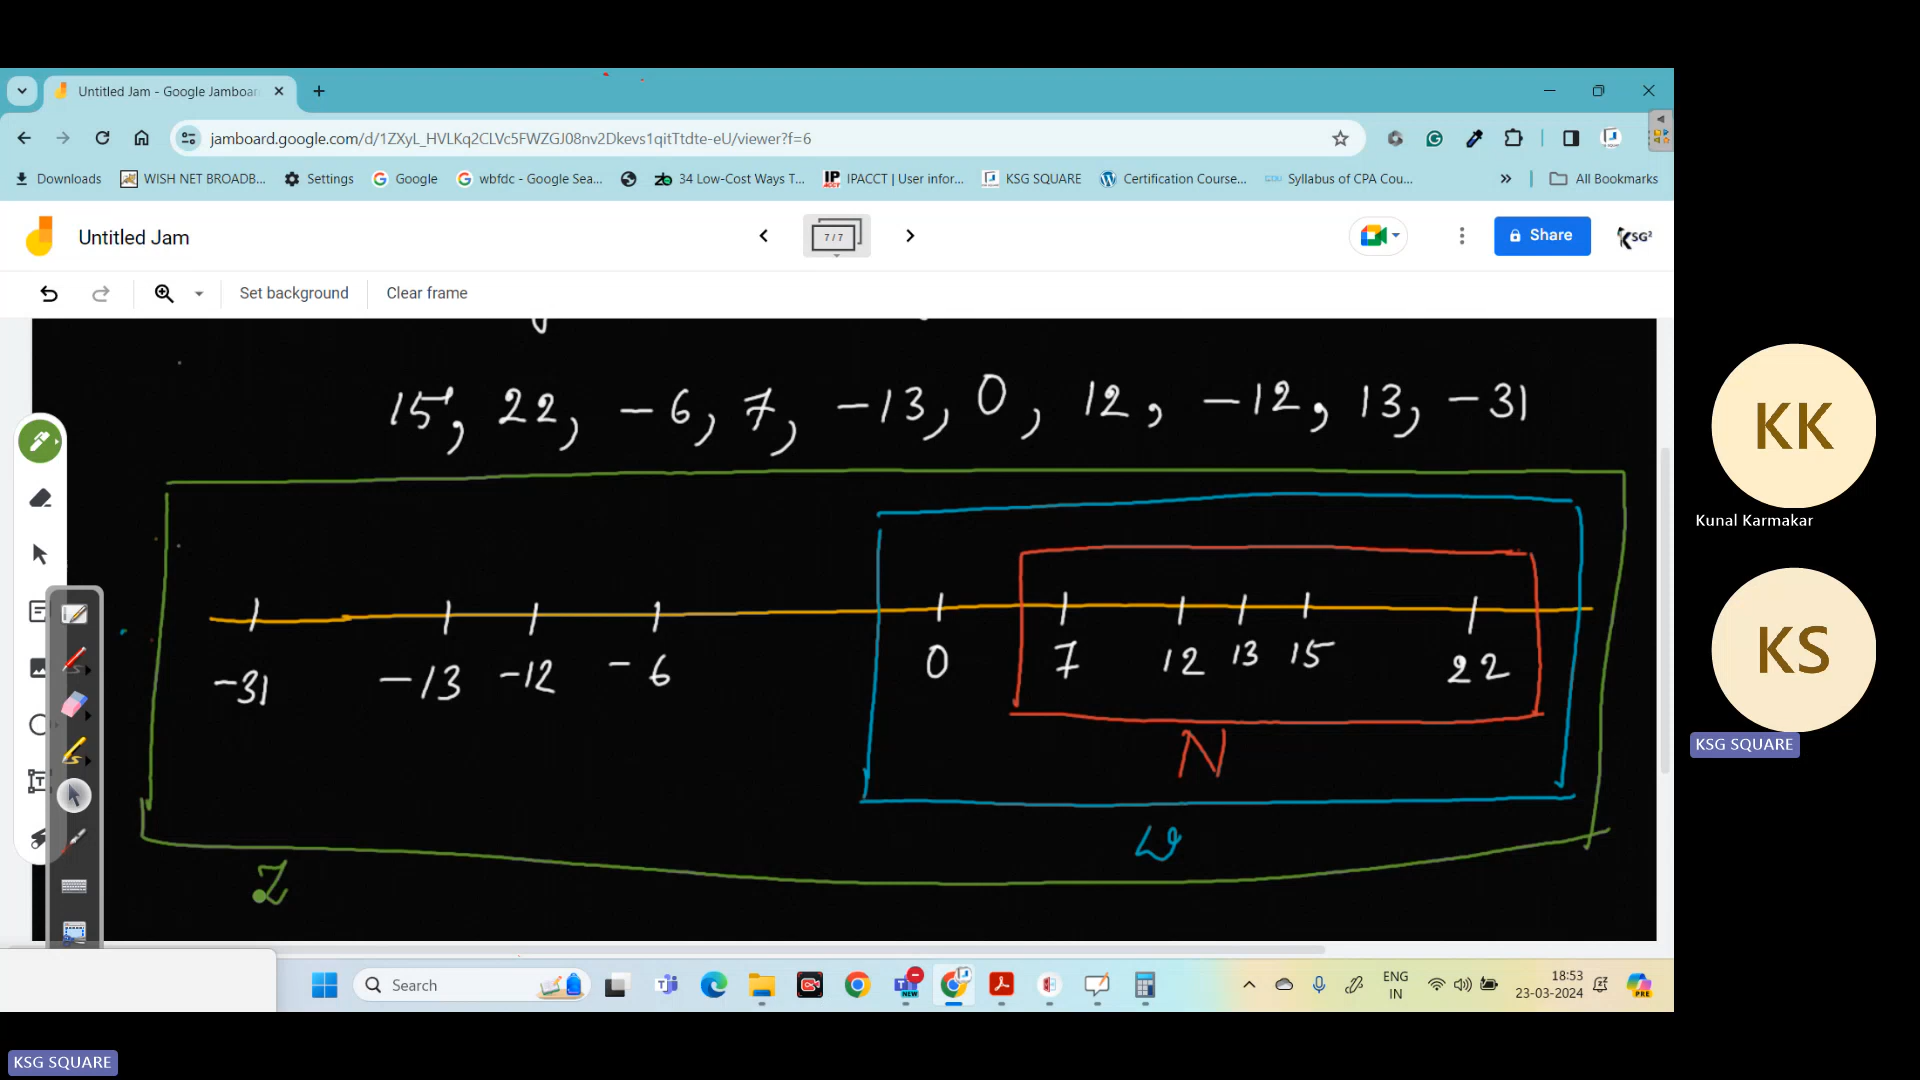 Untitled Jam - Google Jamboar
jamboard.google.com/d/1ZXyL_HVLKq2CLVc5FWZGJ08nv2Dkevs1qitTtdte-eU/viewer?f=6
Downloads WISH NET BROADB... Settings Google wbfdc - Google Sea... 34 Low-Cost Ways T... IPACCT | User infor... KSG SQUARE Certification Course... Syllabus of CPA Cou... » All Bookmarks
Untitled Jam 7 / 7 Share KSG²
Set background Clear frame
15, 22, -6, 7, -13, 0, 12, -12, 13, -31
-31 -13 -12 -6 0 7 12 13 15 22
N
W
Z
KK
Kunal Karmakar
KS
KSG SQUARE
Search ENG IN 18:53 23-03-2024
KSG SQUARE